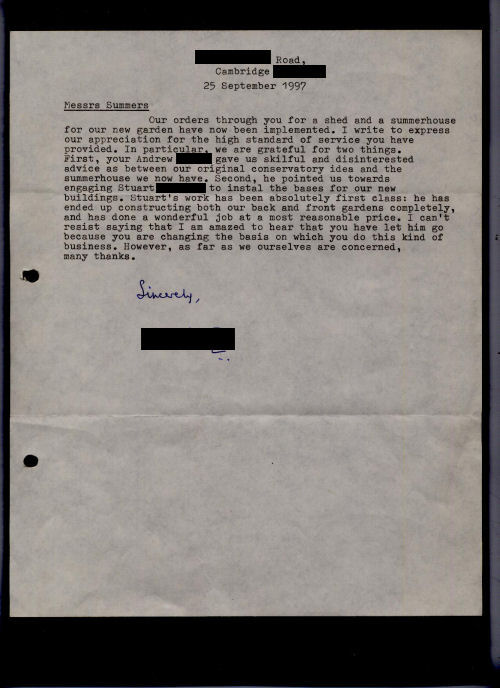 Road,
Cambridge
25 September 1997
Messrs Summers
Our orders through you for a shed and a summerhouse
for our new garden have now been implemented. I write to express
our appreciation for the high standard of service you have
provided. In particular, we are grateful for two things.
First, your Andrew gave us skilful and disinterested
advice as between our original conservatory idea and the
summerhouse we now have. Second, he pointed us towards
engaging Stuart to instal the bases for our new
buildings. Stuart's work has been absolutely first class: he has
ended up constructing both our back and front gardens completely,
and has done a wonderful job at a most reasonable price. I can't
resist saying that I am amazed to hear that you have let him go
because you are changing the basis on which you do this kind of
business. However, as far as we ourselves are concerned,
many thanks.
Sincerely,